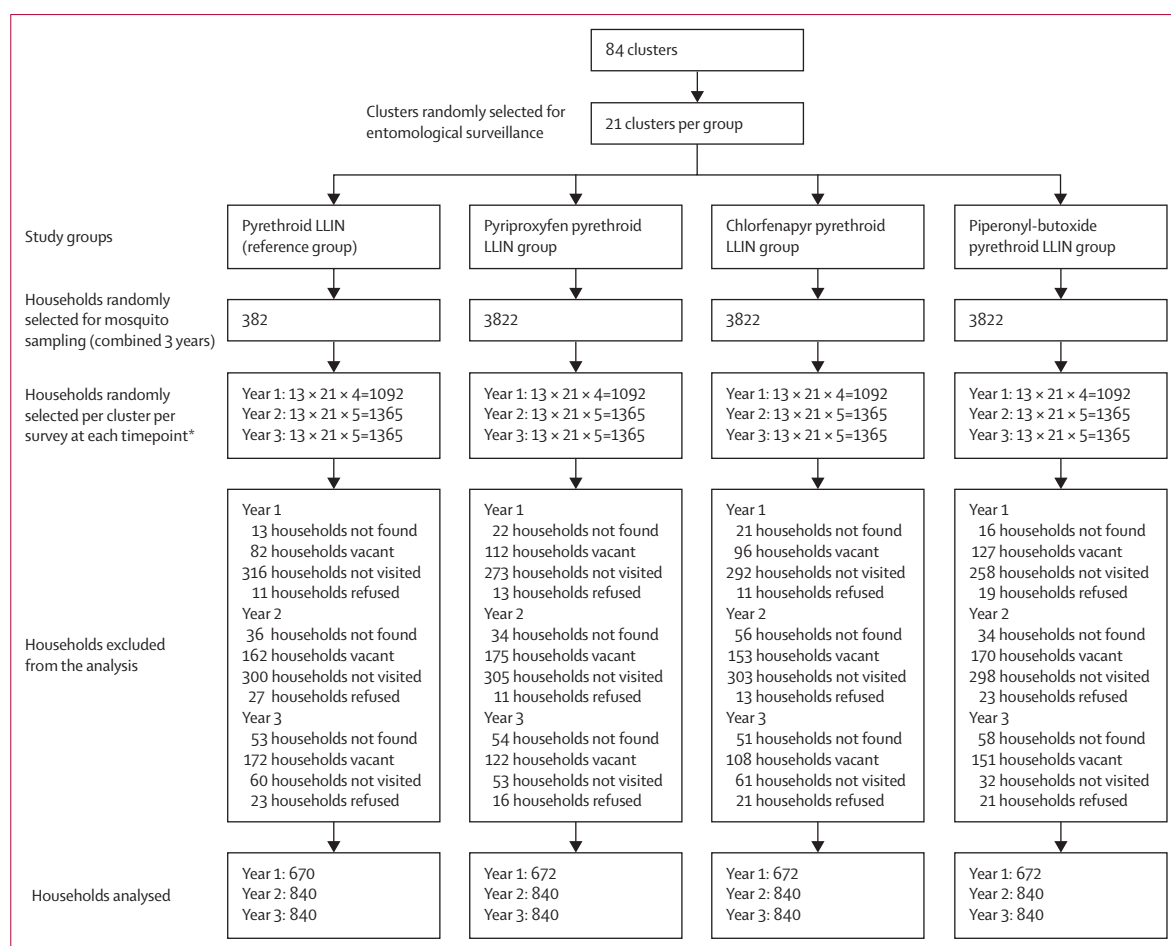 84 clusters
Clusters randomly selected for
entomological surveillance
21 clusters per group
Study groups
Pyrethroid LLIN
(reference group)
Pyriproxyfen pyrethroid
LLIN group
Chlorfenapyr pyrethroid
LLIN group
Piperonyl-butoxide
pyrethroid LLIN group
Households randomly
selected for mosquito
sampling (combined 3 years)
382
3822
3822
3822
Households randomly
selected per cluster per
survey at each timepoint*
Year 1: 13 × 21 × 4=1092
Year 2: 13 × 21 × 5=1365
Year 3: 13 × 21 × 5=1365
Year 1: 13 × 21 × 4=1092
Year 2: 13 × 21 × 5=1365
Year 3: 13 × 21 × 5=1365
Year 1: 13 × 21 × 4=1092
Year 2: 13 × 21 × 5=1365
Year 3: 13 × 21 × 5=1365
Year 1: 13 × 21 × 4=1092
Year 2: 13 × 21 × 5=1365
Year 3: 13 × 21 × 5=1365
Households excluded
from the analysis
Year 1
13 households not found
82 households vacant
316 households not visited
11 households refused
Year 2
36 households not found
162 households vacant
300 households not visited
27 households refused
Year 3
53 households not found
172 households vacant
60 households not visited
23 households refused
Year 1
22 households not found
112 households vacant
273 households not visited
13 households refused
Year 2
34 households not found
175 households vacant
305 households not visited
11 households refused
Year 3
54 households not found
122 households vacant
53 households not visited
16 households refused
Year 1
21 households not found
96 households vacant
292 households not visited
11 households refused
Year 2
56 households not found
153 households vacant
303 households not visited
13 households refused
Year 3
51 households not found
108 households vacant
61 households not visited
21 households refused
Year 1
16 households not found
127 households vacant
258 households not visited
19 households refused
Year 2
34 households not found
170 households vacant
298 households not visited
23 households refused
Year 3
58 households not found
151 households vacant
32 households not visited
21 households refused
Households analysed
Year 1: 670
Year 2: 840
Year 3: 840
Year 1: 672
Year 2: 840
Year 3: 840
Year 1: 672
Year 2: 840
Year 3: 840
Year 1: 672
Year 2: 840
Year 3: 840